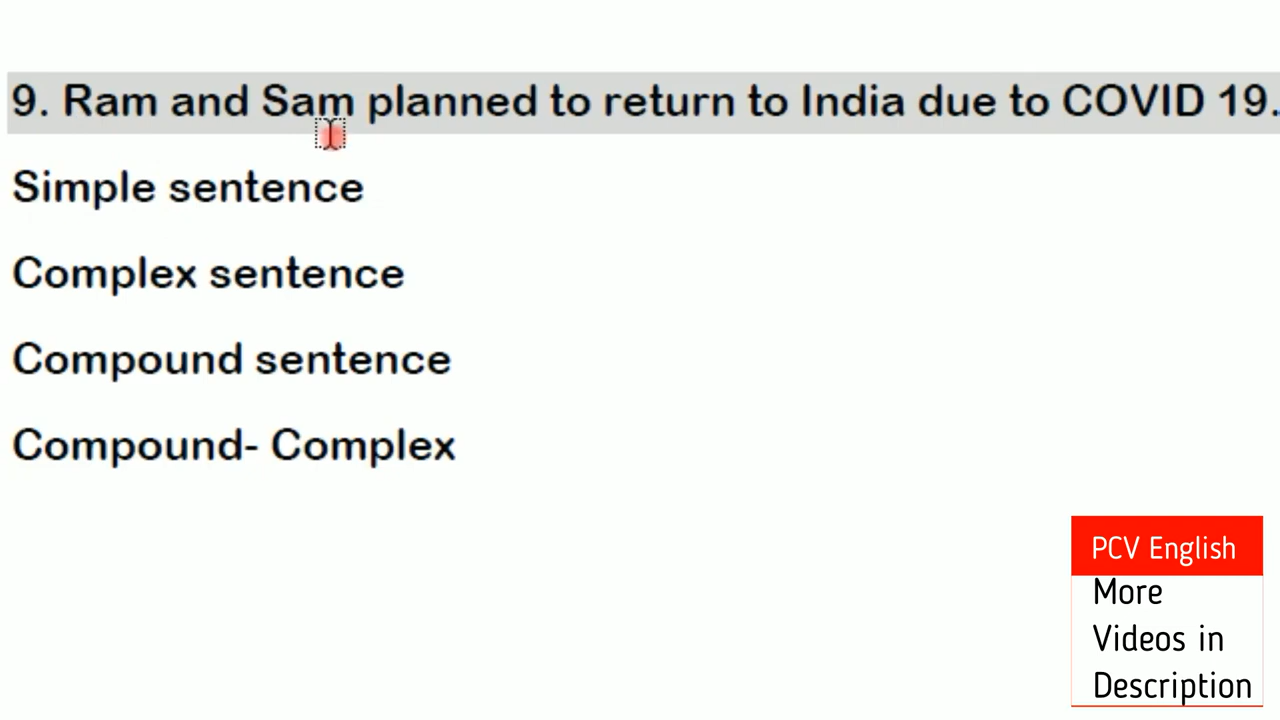 9. Ram and Sam planned to return to India due to COVID 19.
Simple sentence
Complex sentence
Compound sentence
Compound- Complex
PCV English
More
Videos in
Description